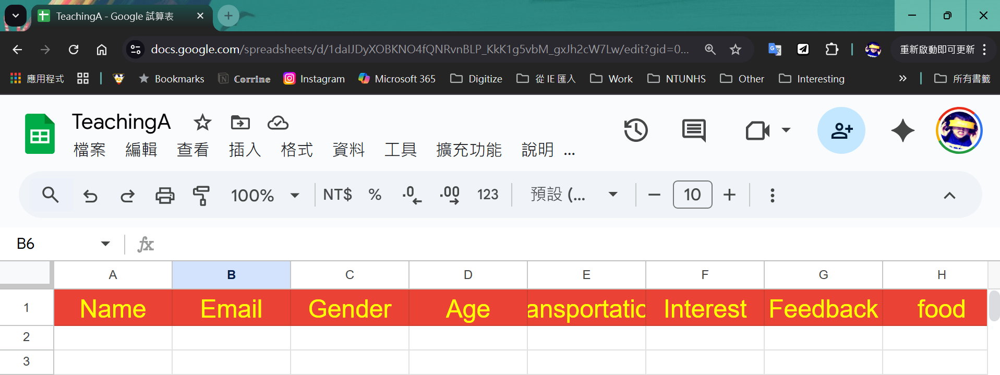 TeachingA - Google 試算表
docs.google.com/spreadsheets/d/1daIJDyXOBKNO4fQNRvnBLP_KkK1g5vbM_gxJh2cW7Lw/edit?gid=0...
重新啟動即可更新
應用程式 Bookmarks Corrine Instagram Microsoft 365 Digitize 從 IE 匯入 Work NTUNHS Other Interesting » 所有書籤
TeachingA
檔案 編輯 查看 插入 格式 資料 工具 擴充功能 說明 ...
100% NT$ % .0 .00 123 預設 (... 10
B6 fx
A B C D E F G H
1 Name Email Gender Age ansportatio Interest Feedback food
2
3